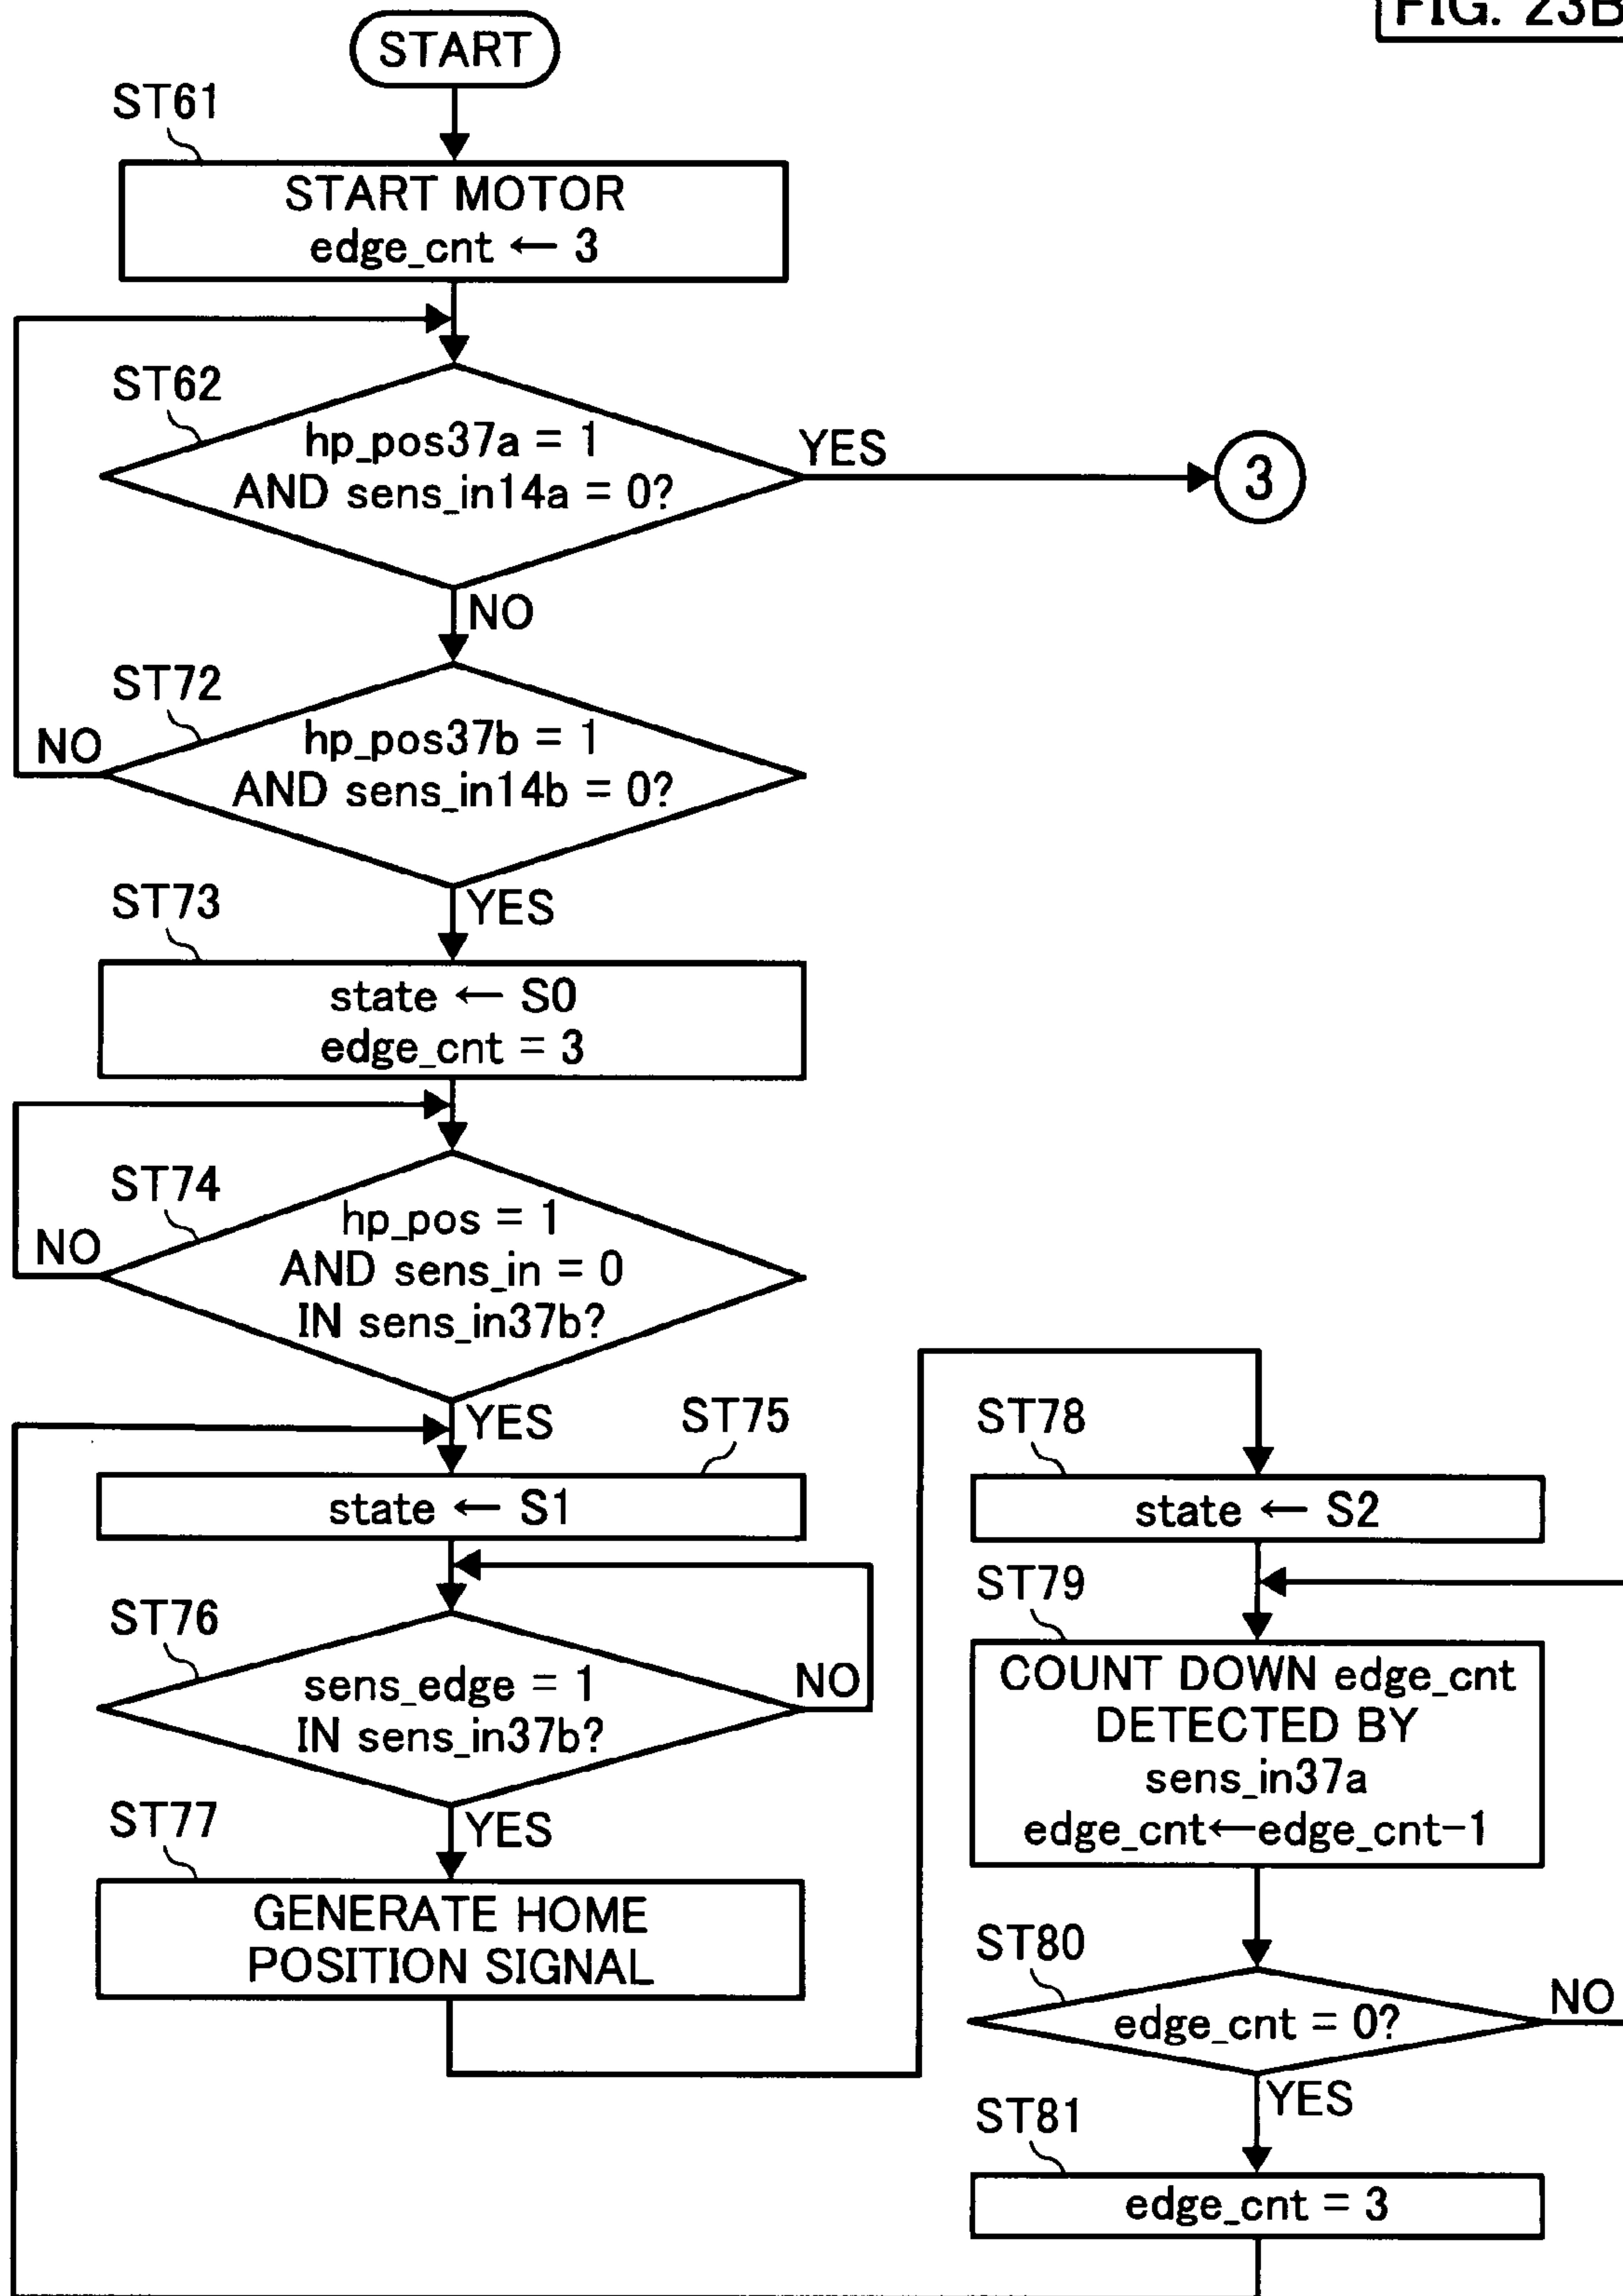 FIG. 23B
START
ST61
START MOTOR
edge_cnt ← 3
ST62
hp_pos37a = 1
AND sens_in14a = 0?
YES
3
NO
ST72
hp_pos37b = 1
AND sens_in14b = 0?
NO
YES
ST73
state ← S0
edge_cnt = 3
ST74
hp_pos = 1
AND sens_in = 0
IN sens_in37b?
NO
YES
ST75
state ← S1
ST76
sens_edge = 1
IN sens_in37b?
NO
YES
ST77
GENERATE HOME
POSITION SIGNAL
ST78
state ← S2
ST79
COUNT DOWN edge_cnt
DETECTED BY
sens_in37a
edge_cnt←edge_cnt-1
ST80
edge_cnt = 0?
NO
YES
ST81
edge_cnt = 3